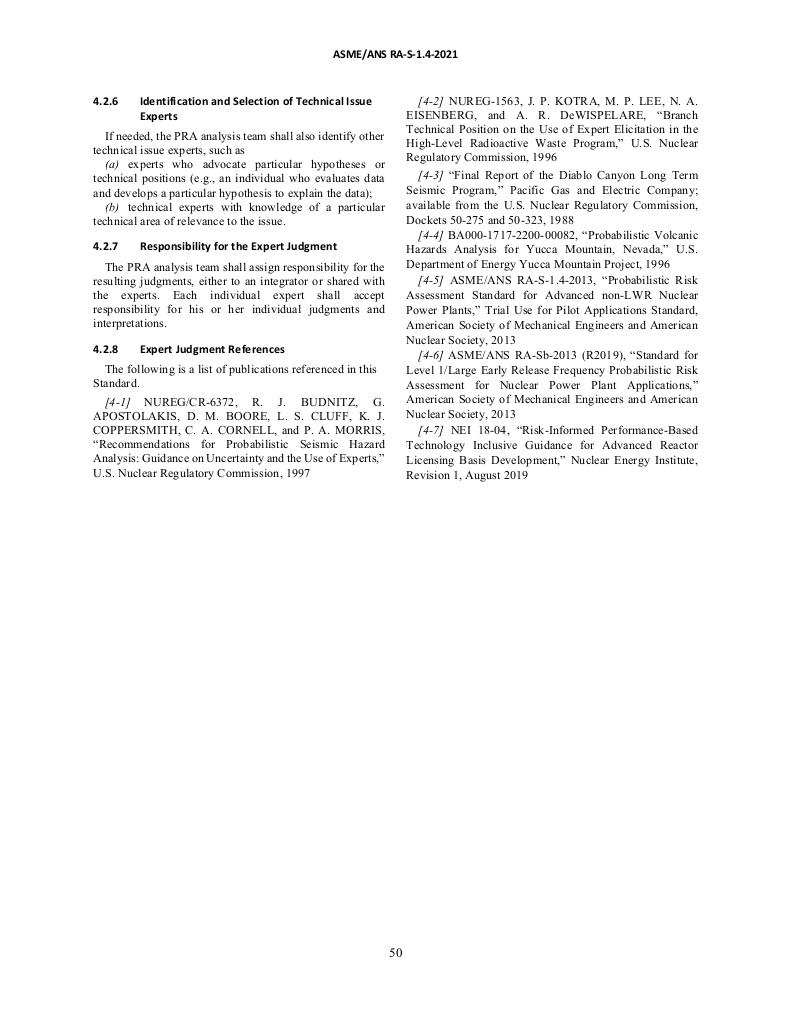 ASME/ANS RA-S-1.4-2021
4.2.6 Identification and Selection of Technical Issue
Experts
If needed, the PRA analysis team shall also identify other
technical issue experts, such as
(a) experts who advocate particular hypotheses or
technical positions (e.g., an individual who evaluates data
and develops a particular hypothesis to explain the data);
(b) technical experts with knowledge of a particular
technical area of relevance to the issue.
4.2.7 Responsibility for the Expert Judgment
The PRA analysis team shall assign responsibility for the
resulting judgments, either to an integrator or shared with
the experts. Each individual expert shall accept
responsibility for his or her individual judgments and
interpretations.
4.2.8 Expert Judgment References
The following is a list of publications referenced in this
Standard.
[4-1] NUREG/CR-6372, R. J. BUDNITZ, G.
APOSTOLAKIS, D. M. BOORE, L. S. CLUFF, K. J.
COPPERSMITH, C. A. CORNELL, and P. A. MORRIS,
“Recommendations for Probabilistic Seismic Hazard
Analysis: Guidance on Uncertainty and the Use of Experts,”
U.S. Nuclear Regulatory Commission, 1997
[4-2] NUREG-1563, J. P. KOTRA, M. P. LEE, N. A.
EISENBERG, and A. R. DeWISPELARE, “Branch
Technical Position on the Use of Expert Elicitation in the
High-Level Radioactive Waste Program,” U.S. Nuclear
Regulatory Commission, 1996
[4-3] “Final Report of the Diablo Canyon Long Term
Seismic Program,” Pacific Gas and Electric Company;
available from the U.S. Nuclear Regulatory Commission,
Dockets 50-275 and 50-323, 1988
[4-4] BA000-1717-2200-00082, “Probabilistic Volcanic
Hazards Analysis for Yucca Mountain, Nevada,” U.S.
Department of Energy Yucca Mountain Project, 1996
[4-5] ASME/ANS RA-S-1.4-2013, “Probabilistic Risk
Assessment Standard for Advanced non-LWR Nuclear
Power Plants,” Trial Use for Pilot Applications Standard,
American Society of Mechanical Engineers and American
Nuclear Society, 2013
[4-6] ASME/ANS RA-Sb-2013 (R2019), “Standard for
Level 1/Large Early Release Frequency Probabilistic Risk
Assessment for Nuclear Power Plant Applications,”
American Society of Mechanical Engineers and American
Nuclear Society, 2013
[4-7] NEI 18-04, “Risk-Informed Performance-Based
Technology Inclusive Guidance for Advanced Reactor
Licensing Basis Development,” Nuclear Energy Institute,
Revision 1, August 2019
50